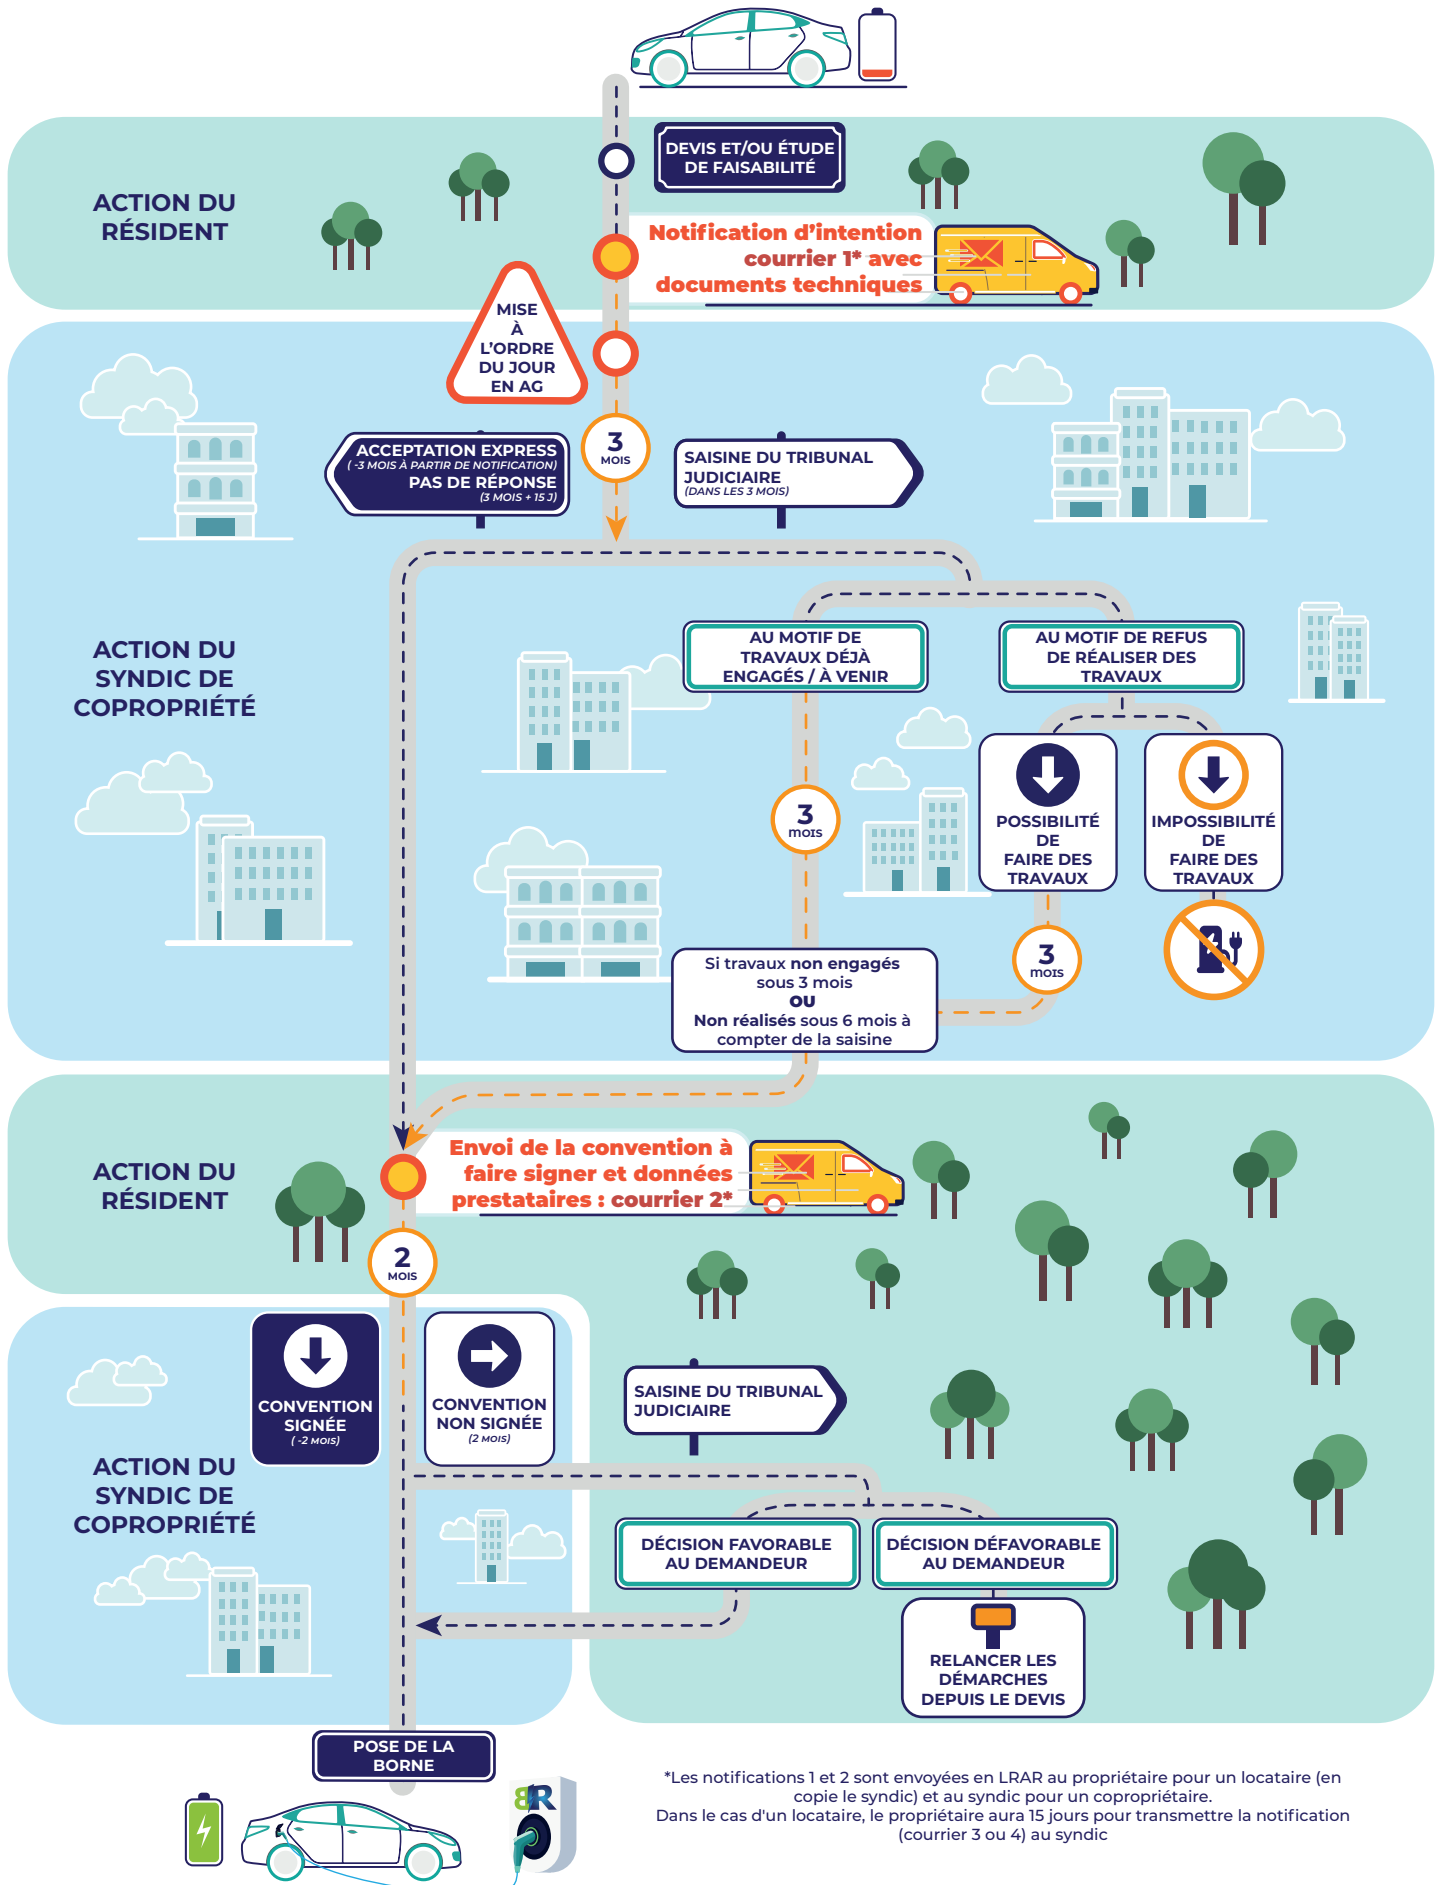 DEVIS ET/OU ÉTUDE
DE FAISABILITÉ
ACTION DU
RÉSIDENT
Notification d'intention
courrier 1* avec
documents techniques
MISE
À
L'ORDRE
DU JOUR
EN AG
3
MOIS
ACCEPTATION EXPRESS
( -3 MOIS À PARTIR DE NOTIFICATION)
PAS DE RÉPONSE
(3 MOIS + 15 J)
SAISINE DU TRIBUNAL
JUDICIAIRE
(DANS LES 3 MOIS)
ACTION DU
SYNDIC DE
COPROPRIÉTÉ
AU MOTIF DE
TRAVAUX DÉJÀ
ENGAGÉS / À VENIR
AU MOTIF DE REFUS
DE RÉALISER DES
TRAVAUX
3
MOIS
POSSIBILITÉ
DE
FAIRE DES
TRAVAUX
IMPOSSIBILITÉ
DE
FAIRE DES
TRAVAUX
3
MOIS
Si travaux non engagés
sous 3 mois
OU
Non réalisés sous 6 mois à
compter de la saisine
ACTION DU
RÉSIDENT
Envoi de la convention à
faire signer et données
prestataires : courrier 2*
2
MOIS
CONVENTION
SIGNÉE
( -2 MOIS)
CONVENTION
NON SIGNÉE
(2 MOIS)
SAISINE DU TRIBUNAL
JUDICIAIRE
ACTION DU
SYNDIC DE
COPROPRIÉTÉ
DÉCISION FAVORABLE
AU DEMANDEUR
DÉCISION DÉFAVORABLE
AU DEMANDEUR
RELANCER LES
DÉMARCHES
DEPUIS LE DEVIS
POSE DE LA
BORNE
BR
*Les notifications 1 et 2 sont envoyées en LRAR au propriétaire pour un locataire (en
copie le syndic) et au syndic pour un copropriétaire.
Dans le cas d'un locataire, le propriétaire aura 15 jours pour transmettre la notification
(courrier 3 ou 4) au syndic